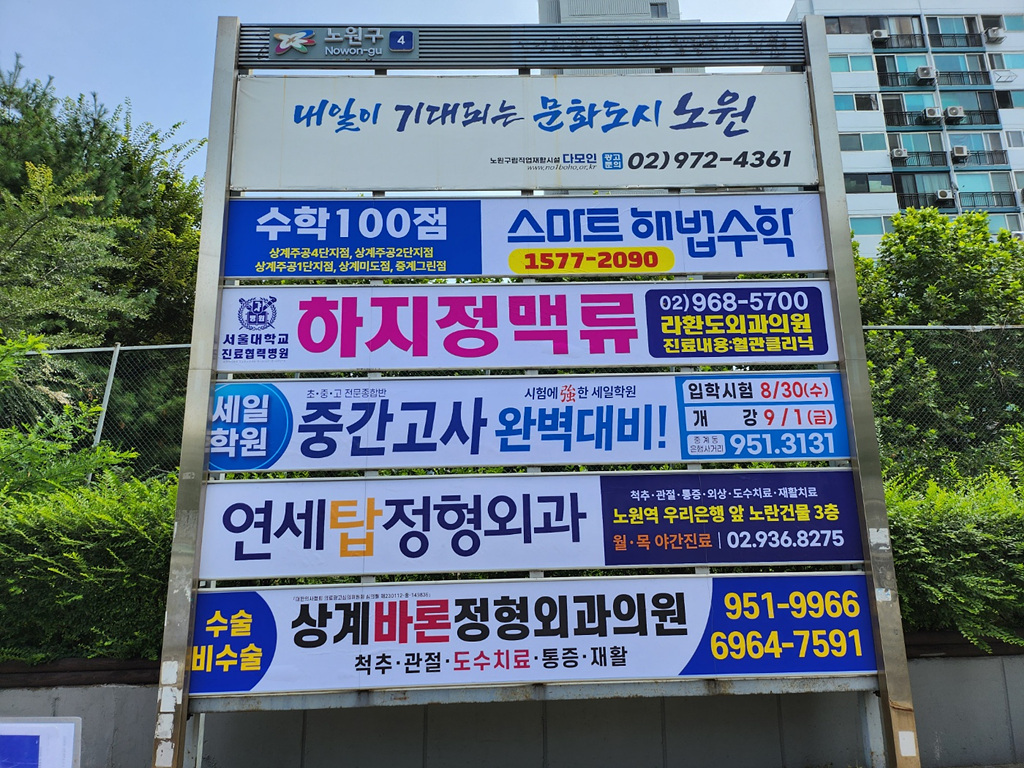 노원구 4
Nowon-gu
내일이 기대되는 문화도시 노원
노원구립직업재활시설 다모인 광고문의 02)972-4361
www.no1boho.or.kr
수학100점
상계주공4단지점, 상계주공2단지점
상계주공1단지점, 상계미도점, 중계그린점
스마트 해법수학
1577-2090
서울대학교
진료협력병원
하지정맥류
02)968-5700
라환도외과의원
진료내용:혈관클리닉
세일
학원
초·중·고 전문종합반
시험에 強한 세일학원
중간고사 완벽대비!
입학시험 8/30(수)
개 강 9/1(금)
중계동
은행사거리 951.3131
연세탑정형외과
척추·관절·통증·외상·도수치료·재활치료
노원역 우리은행 앞 노란건물 3층
월·목 야간진료 | 02.936.8275
수술
비수술
상계바른정형외과의원
척추·관절·도수치료·통증·재활
951-9966
6964-7591